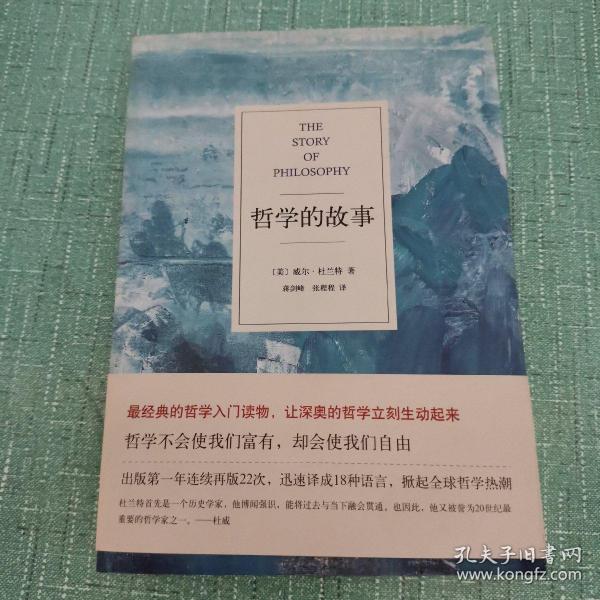 THE
STORY
OF
PHILOSOPHY
哲学的故事
［美］威尔·杜兰特 著
蒋剑峰 张程程 译
最经典的哲学入门读物，让深奥的哲学立刻生动起来
哲学不会使我们富有，却会使我们自由
出版第一年连续再版22次，迅速译成18种语言，掀起全球哲学热潮
杜兰特首先是一个历史学家，他博闻强识，能将过去与当下融会贯通。也因此，他又被誉为20世纪最
重要的哲学家之一。——杜威
孔夫子旧书网
www.kongfz.com